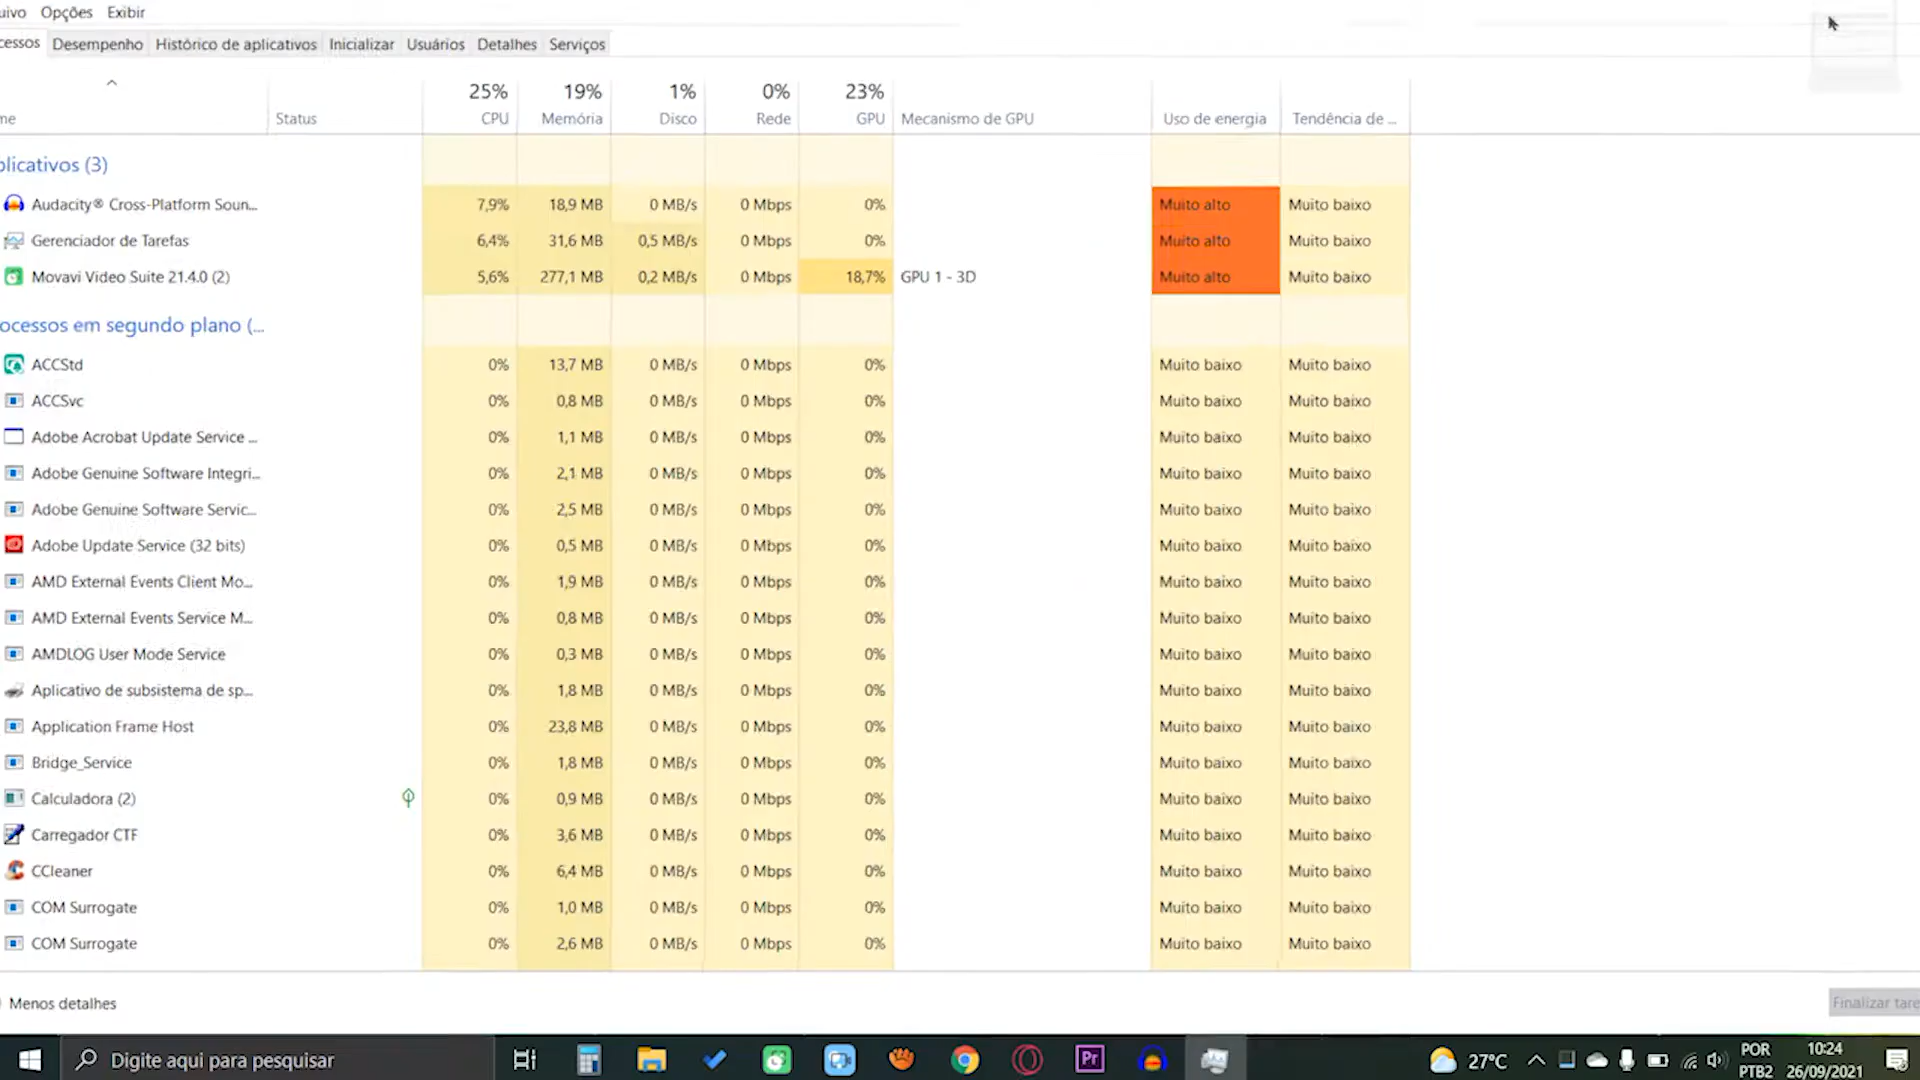 uivo Opções Exibir
cessos Desempenho Histórico de aplicativos Inicializar Usuários Detalhes Serviços
25% 19% 1% 0% 23%
me Status CPU Memória Disco Rede GPU Mecanismo de GPU Uso de energia Tendência de ...
plicativos (3)
Audacity® Cross-Platform Soun... 7,9% 18,9 MB 0 MB/s 0 Mbps 0% Muito alto Muito baixo
Gerenciador de Tarefas 6,4% 31,6 MB 0,5 MB/s 0 Mbps 0% Muito alto Muito baixo
Movavi Video Suite 21.4.0 (2) 5,6% 277,1 MB 0,2 MB/s 0 Mbps 18,7% GPU 1 - 3D Muito alto Muito baixo
ocessos em segundo plano (...
ACCStd 0% 13,7 MB 0 MB/s 0 Mbps 0% Muito baixo Muito baixo
ACCSvc 0% 0,8 MB 0 MB/s 0 Mbps 0% Muito baixo Muito baixo
Adobe Acrobat Update Service ... 0% 1,1 MB 0 MB/s 0 Mbps 0% Muito baixo Muito baixo
Adobe Genuine Software Integri... 0% 2,1 MB 0 MB/s 0 Mbps 0% Muito baixo Muito baixo
Adobe Genuine Software Servic... 0% 2,5 MB 0 MB/s 0 Mbps 0% Muito baixo Muito baixo
Adobe Update Service (32 bits) 0% 0,5 MB 0 MB/s 0 Mbps 0% Muito baixo Muito baixo
AMD External Events Client Mo... 0% 1,9 MB 0 MB/s 0 Mbps 0% Muito baixo Muito baixo
AMD External Events Service M... 0% 0,8 MB 0 MB/s 0 Mbps 0% Muito baixo Muito baixo
AMDLOG User Mode Service 0% 0,3 MB 0 MB/s 0 Mbps 0% Muito baixo Muito baixo
Aplicativo de subsistema de sp... 0% 1,8 MB 0 MB/s 0 Mbps 0% Muito baixo Muito baixo
Application Frame Host 0% 23,8 MB 0 MB/s 0 Mbps 0% Muito baixo Muito baixo
Bridge_Service 0% 1,8 MB 0 MB/s 0 Mbps 0% Muito baixo Muito baixo
Calculadora (2) 0% 0,9 MB 0 MB/s 0 Mbps 0% Muito baixo Muito baixo
Carregador CTF 0% 3,6 MB 0 MB/s 0 Mbps 0% Muito baixo Muito baixo
CCleaner 0% 6,4 MB 0 MB/s 0 Mbps 0% Muito baixo Muito baixo
COM Surrogate 0% 1,0 MB 0 MB/s 0 Mbps 0% Muito baixo Muito baixo
COM Surrogate 0% 2,6 MB 0 MB/s 0 Mbps 0% Muito baixo Muito baixo
Menos detalhes Finalizar tare
Digite aqui para pesquisar Pr 27°C POR 10:24
PTB2 26/09/2021